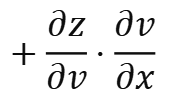 + ∂z/∂v · ∂v/∂x